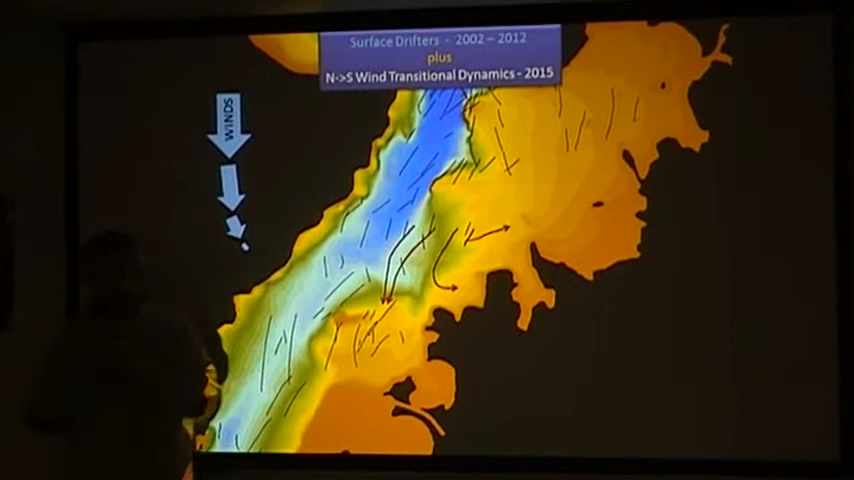 Surface Drifters - 2002 – 2012
plus
N->S Wind Transitional Dynamics - 2015
WINDS